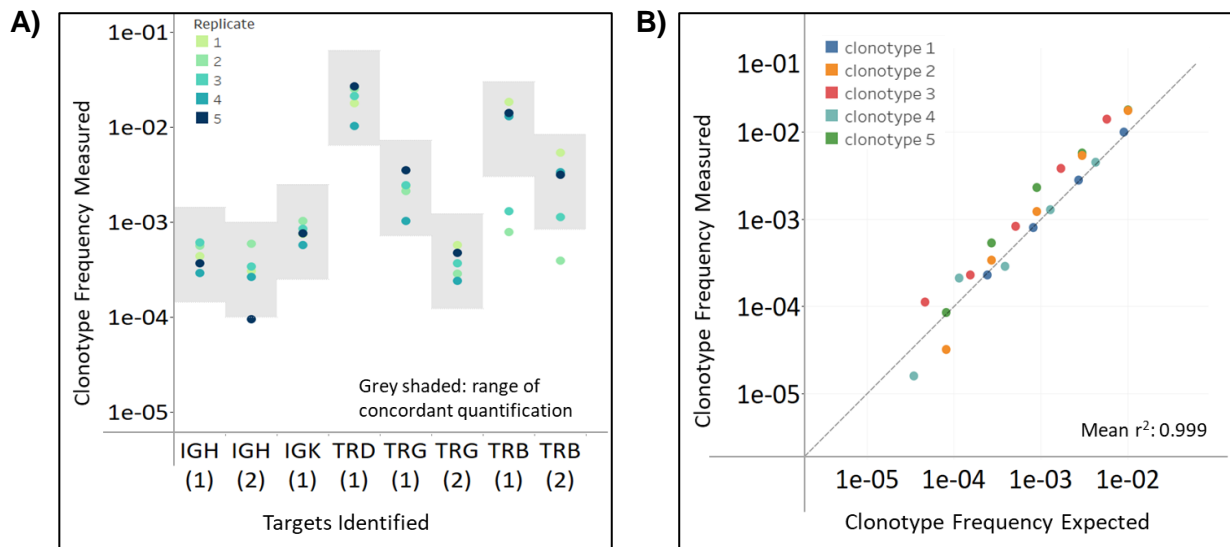 A)
Clonotype Frequency Measured
1e-01
1e-02
1e-03
1e-04
1e-05
Replicate
1
2
3
4
5
Grey shaded: range of
concordant quantification
IGH IGH IGK TRD TRG TRG TRB TRB
(1) (2) (1) (1) (1) (2) (1) (2)
Targets Identified
B)
Clonotype Frequency Measured
1e-01
1e-02
1e-03
1e-04
1e-05
clonotype 1
clonotype 2
clonotype 3
clonotype 4
clonotype 5
Mean r²: 0.999
1e-05 1e-04 1e-03 1e-02
Clonotype Frequency Expected